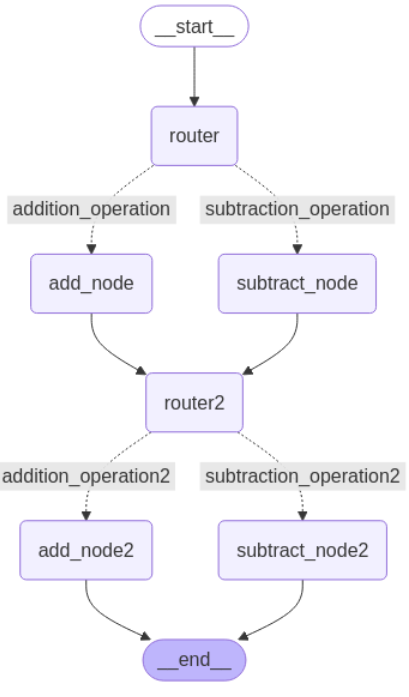 __start__
router
addition_operation
subtraction_operation
add_node
subtract_node
router2
addition_operation2
subtraction_operation2
add_node2
subtract_node2
__end__